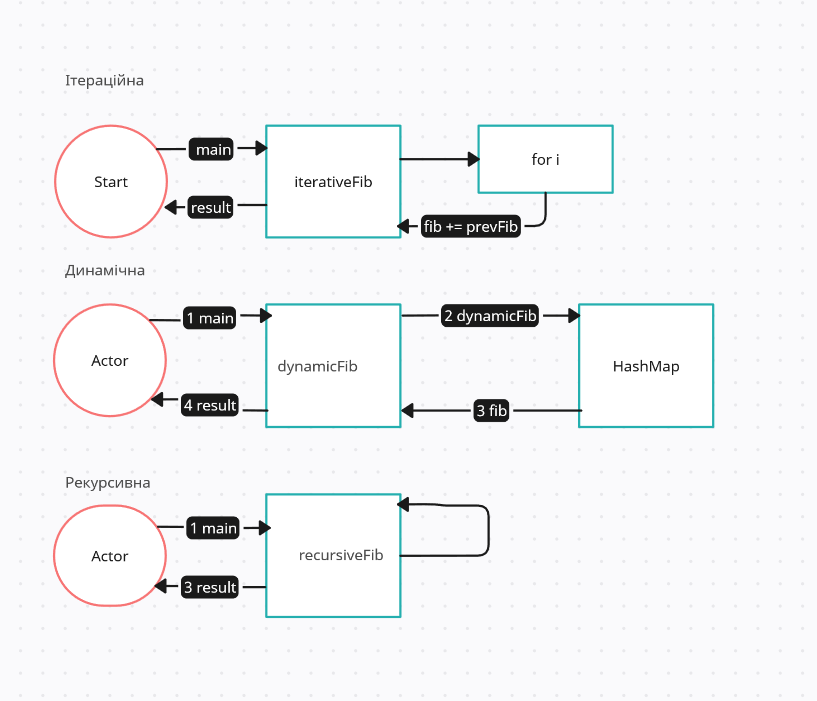 Ітераційна
Start
main
result
iterativeFib
for i
fib += prevFib
Динамічна
Actor
1 main
4 result
dynamicFib
2 dynamicFib
3 fib
HashMap
Рекурсивна
Actor
1 main
3 result
recursiveFib